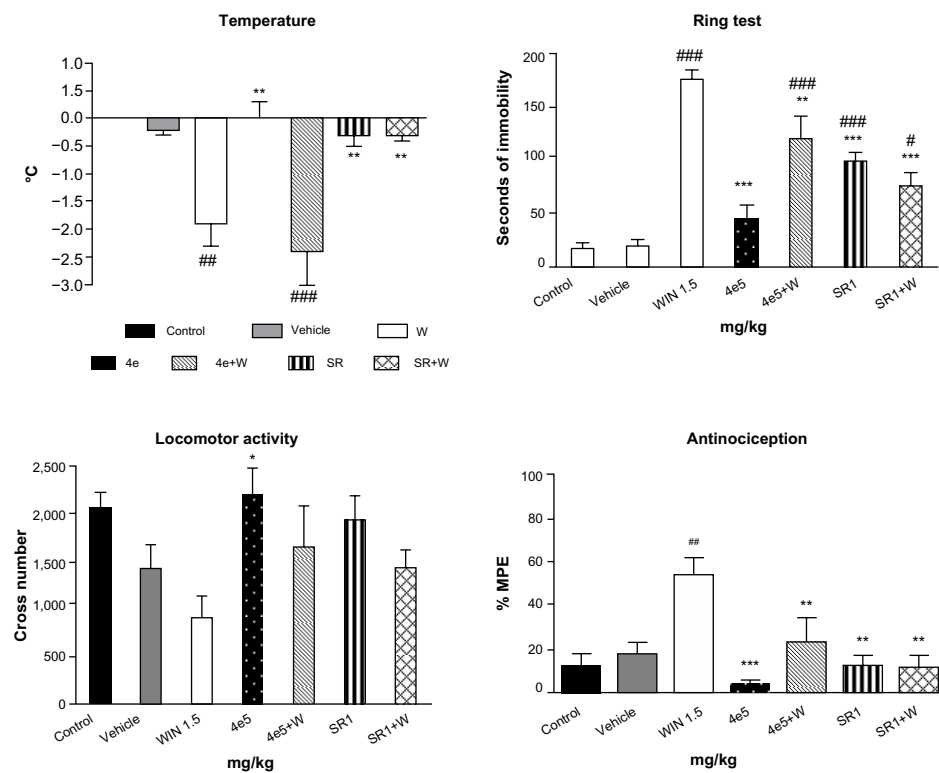 Temperature
1.0
1.5
0.0
−0.5
−1.5
−2.0
−2.5
−3.0
°C
**
##
###
**
**
Control
Vehicle
W
4e
4e+W
SR
SR+W
Ring test
200
150
100
50
0
Seconds of immobility
###
***
###
**
###
***
#
***
Control
Vehicle
WIN 1.5
4e5
4e5+W
SR1
SR1+W
mg/kg
Locomotor activity
2,500
2,000
1,500
1,000
500
0
Cross number
*
Control
Vehicle
WIN 1.5
4e5
4e5+W
SR1
SR1+W
mg/kg
Antinociception
100
80
60
40
20
0
% MPE
##
***
**
**
**
Control
Vehicle
WIN 1.5
4e5
4e5+W
SR1
SR1+W
mg/kg